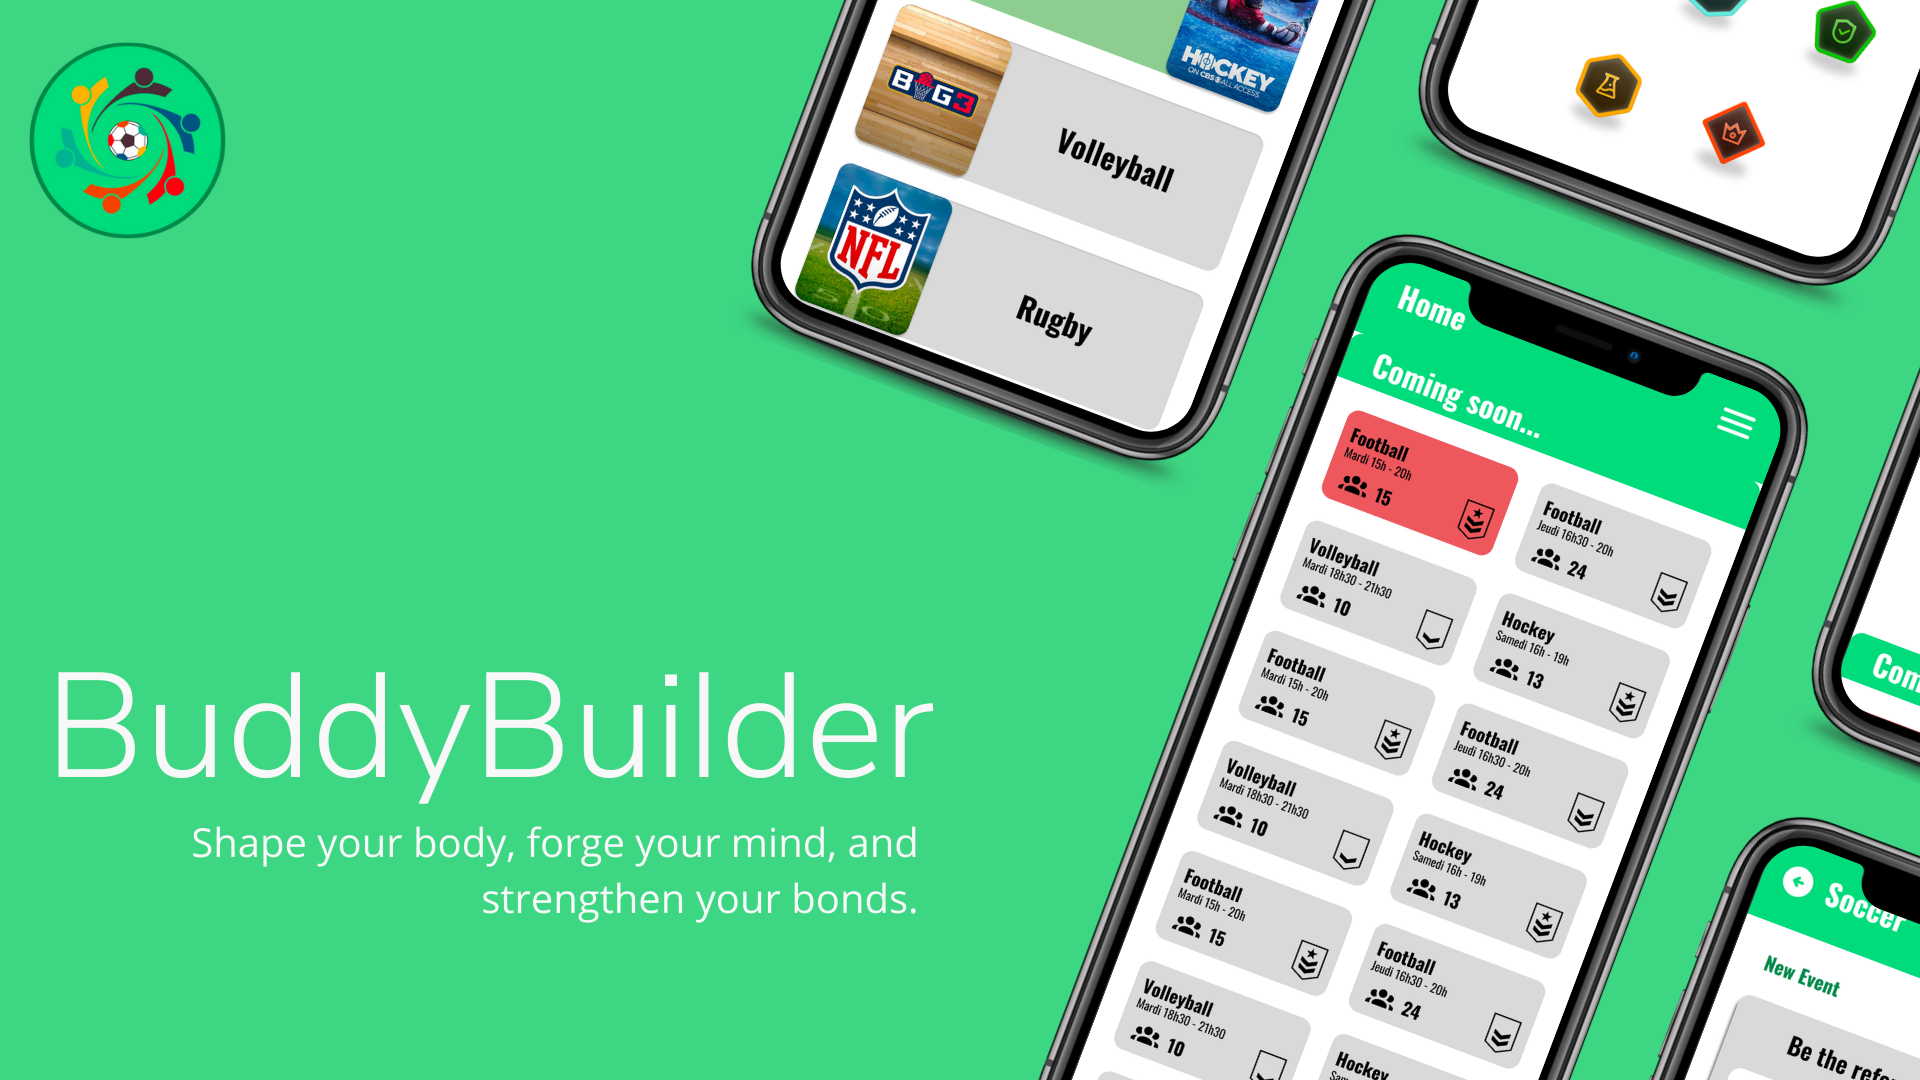 BuddyBuilder
Shape your body, forge your mind, and
strengthen your bonds.
HOCKEY
ON CBS ALL ACCESS
BIG3
Volleyball
NFL
Rugby
Home
Coming soon...
Football
Mardi 15h - 20h
15
Football
Jeudi 16h30 - 20h
24
Volleyball
Mardi 18h30 - 21h30
10
Hockey
Samedi 16h - 19h
13
Football
Mardi 15h - 20h
15
Football
Jeudi 16h30 - 20h
24
Volleyball
Mardi 18h30 - 21h30
10
Hockey
Samedi 16h - 19h
13
Football
Mardi 15h - 20h
15
Football
Jeudi 16h30 - 20h
24
Volleyball
Mardi 18h30 - 21h30
10
Hockey
Com
Soccer
New Event
Be the refe